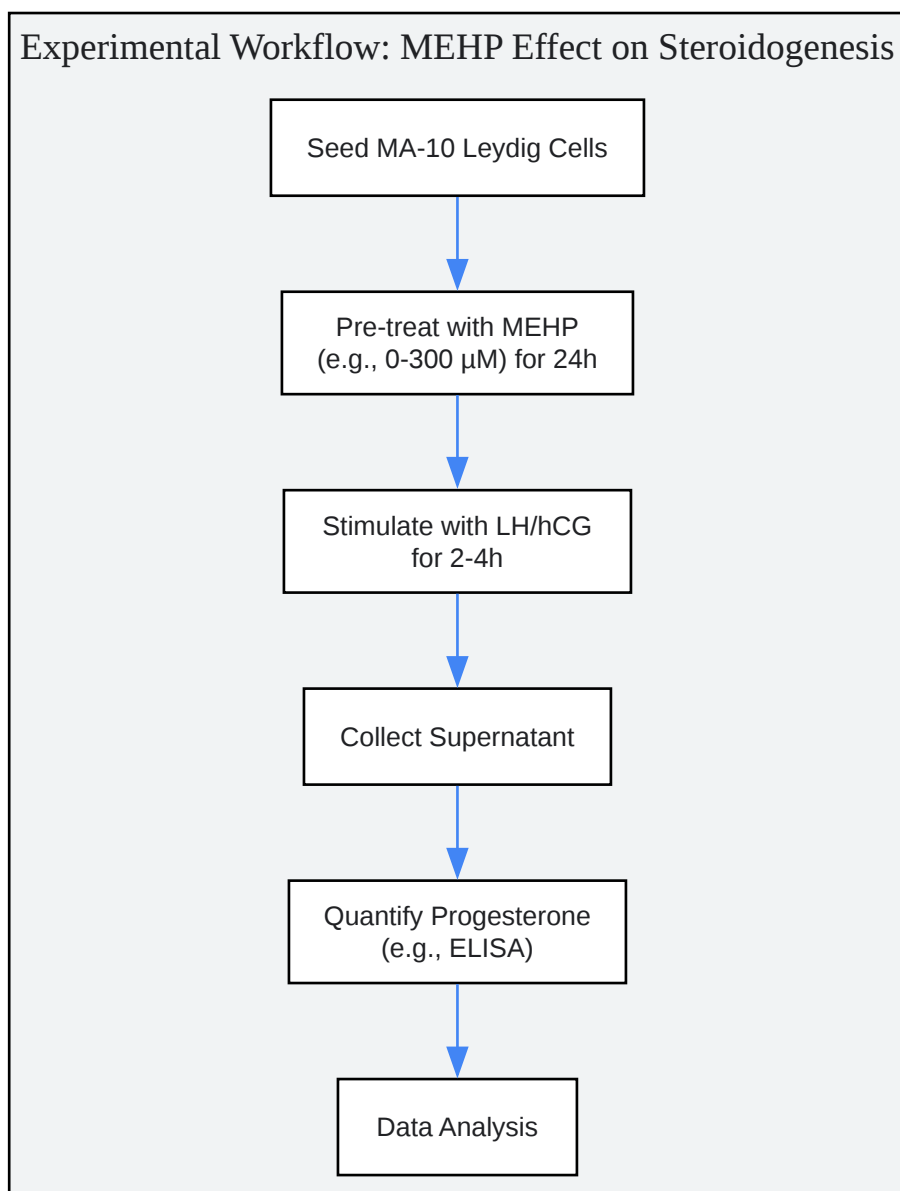 Experimental Workflow: MEHP Effect on Steroidogenesis
Seed MA-10 Leydig Cells
Pre-treat with MEHP
(e.g., 0-300 µM) for 24h
Stimulate with LH/hCG
for 2-4h
Collect Supernatant
Quantify Progesterone
(e.g., ELISA)
Data Analysis